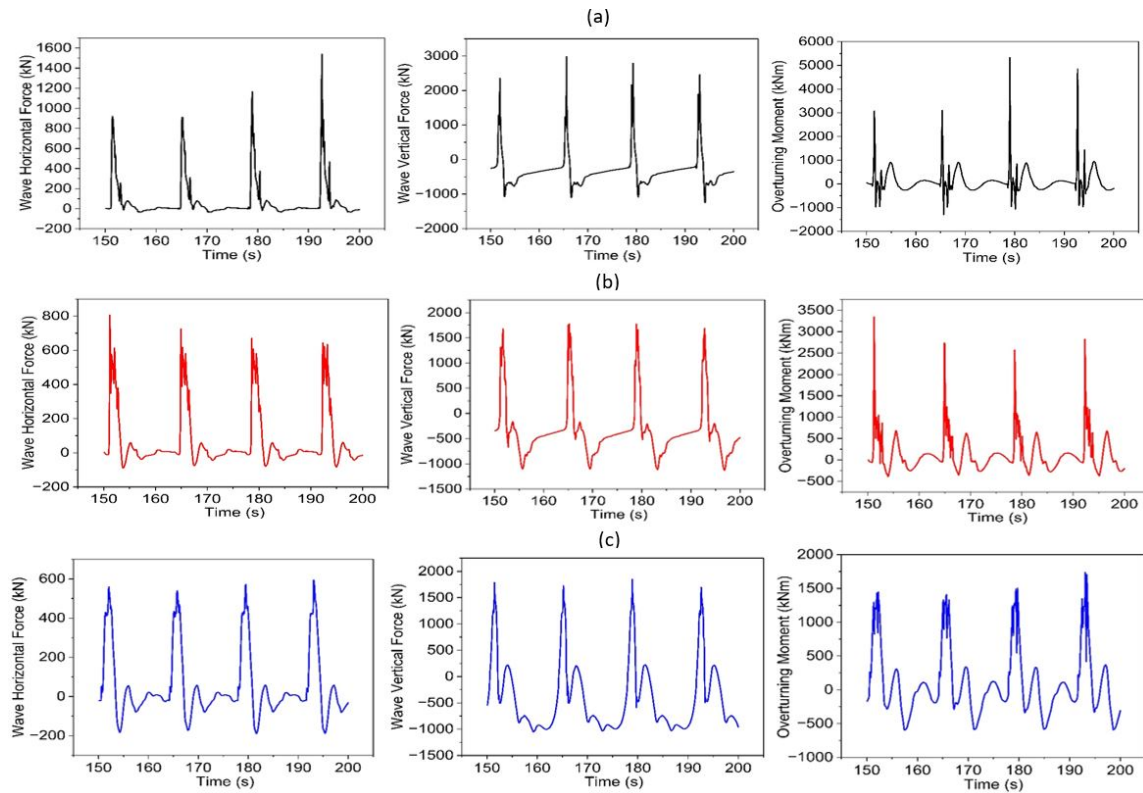 (a)
Wave Horizontal Force (kN)
1600
1400
1200
1000
800
600
400
200
0
−200
150 160 170 180 190 200
Time (s)
Wave Vertical Force (kN)
3000
2000
1000
0
−1000
−2000
150 160 170 180 190 200
Time (s)
Overturning Moment (kNm)
6000
5000
4000
3000
2000
1000
0
−1000
−2000
−3000
150 160 170 180 190 200
Time (s)
(b)
Wave Horizontal Force (kN)
800
600
400
200
0
−200
150 160 170 180 190 200
Time (s)
Wave Vertical Force (kN)
2000
1500
1000
500
0
−500
−1000
−1500
150 160 170 180 190 200
Time (s)
Overturning Moment (kNm)
3500
3000
2500
2000
1500
1000
500
0
−500
150 160 170 180 190 200
Time (s)
(c)
Wave Horizontal Force (kN)
600
400
200
0
−200
150 160 170 180 190 200
Time (s)
Wave Vertical Force (kN)
2000
1500
1000
500
0
−500
−1000
−1500
150 160 170 180 190 200
Time (s)
Overturning Moment (kNm)
2000
1500
1000
500
0
−500
−1000
150 160 170 180 190 200
Time (s)